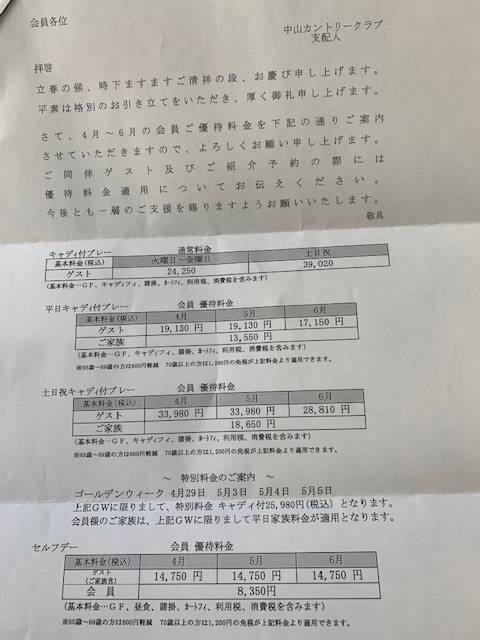 会員各位
中山カントリークラブ
支配人
拝啓
立春の候、時下ますますご清祥の段、お慶び申し上げます。
平素は格別のお引き立てをいただき、厚く御礼申し上げます。
さて、4月～6月の会員ご優待料金を下記の通りご案内
させていただきますので、よろしくお願い申し上げます。
ご同伴ゲスト及びご紹介予約の際には
優待料金適用についてお伝えください。
今後とも一層のご支援を賜りますようお願いいたします。
敬具
キャディ付プレー 通常料金
基本料金(税込) 火曜日～金曜日 土日祝
ゲスト 24,250 39,020
(基本料金…GF、キャディフィ、諸掛、カートフィ、利用税、消費税を含みます)
平日キャディ付プレー 会員 優待料金
基本料金(税込) 4月 5月 6月
ゲスト 19,130 円 19,130 円 17,150 円
ご家族 13,550 円
(基本料金…GF、キャディフィ、諸掛、カートフィ、利用税、消費税を含みます)
※65歳～69歳の方は600円軽減 70歳以上の方は1,200円の免税が上記料金より適用できます。
土日祝キャディ付プレー 会員 優待料金
基本料金(税込) 4月 5月 6月
ゲスト 33,980 円 33,980 円 28,810 円
ご家族 18,650 円
(基本料金…GF、キャディフィ、諸掛、カートフィ、利用税、消費税を含みます)
※65歳～69歳の方は600円軽減 70歳以上の方は1,200円の免税が上記料金より適用できます。
～ 特別料金のご案内 ～
ゴールデンウィーク 4月29日 5月3日 5月4日 5月5日
上記GWに限りまして、特別料金 キャディ付25,980円(税込) となります。
会員様のご家族は、上記GWに限りまして平日家族料金が適用となります。
セルフデー 会員 優待料金
基本料金(税込) 4月 5月 6月
ゲスト
(ご家族含) 14,750 円 14,750 円 14,750 円
会 員 8,350円
(基本料金…GF、昼食、諸掛、カートフィ、利用税、消費税を含みます)
※65歳～69歳の方は600円軽減 70歳以上の方は1,200円の免税が上記料金より適用できます。